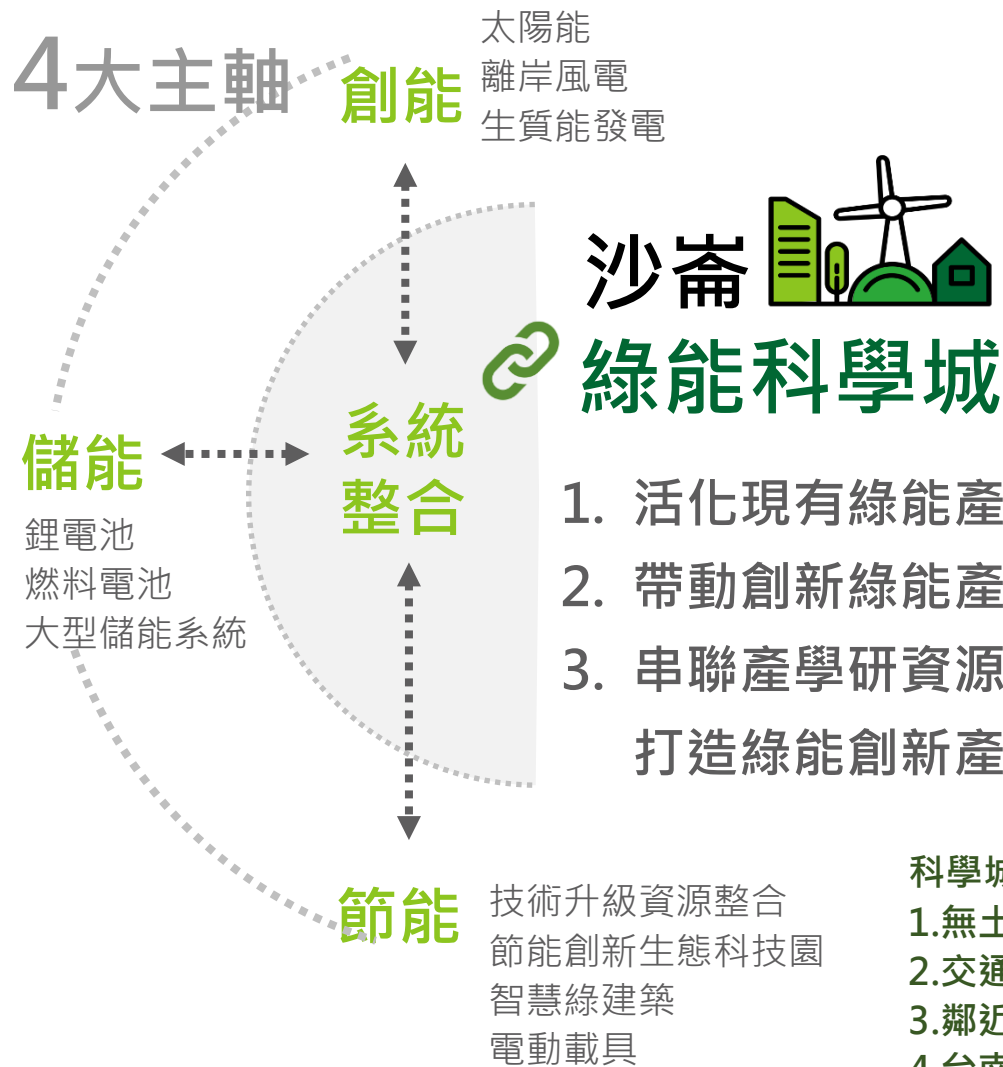 4大主軸
創能
太陽能
離岸風電
生質能發電
沙崙
綠能科學城
系統
整合
儲能
鋰電池
燃料電池
大型儲能系統
1. 活化現有綠能產
2. 帶動創新綠能產
3. 串聯產學研資源
打造綠能創新產
節能
技術升級資源整合
節能創新生態科技園
智慧綠建築
電動載具
科學城
1.無土
2.交通
3.鄰近
4.台南